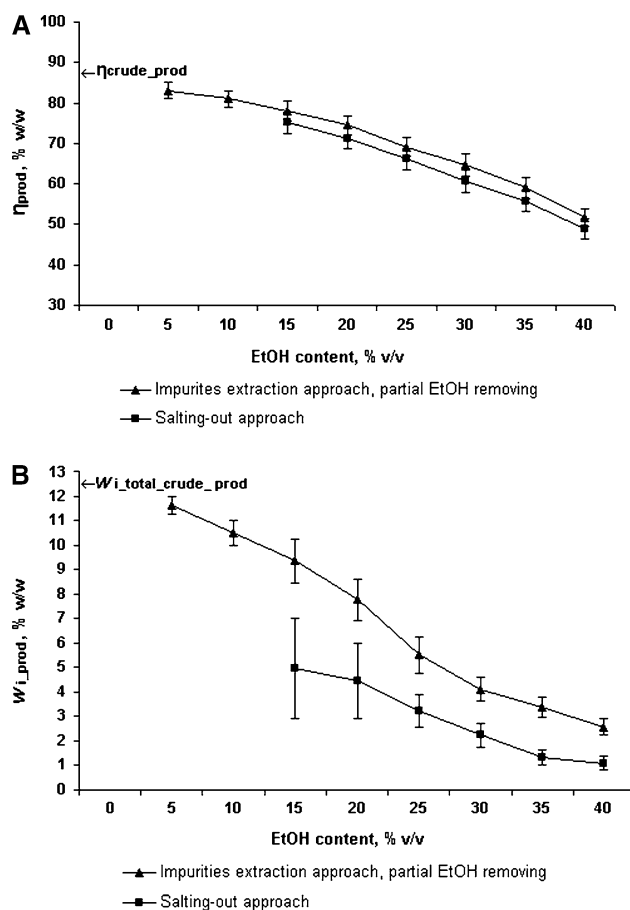 A
100
90
80
70
60
50
40
30
←ηcrude_prod
ηprod, % w/w
0 5 10 15 20 25 30 35 40
EtOH content, % v/v
Impurites extraction approach, partial EtOH removing
Salting-out approach
B
13
12
11
10
9
8
7
6
5
4
3
2
1
0
←wi_total_crude_ prod
wi_prod, % w/w
0 5 10 15 20 25 30 35 40
EtOH content, % v/v
Impurites extraction approach, partial EtOH removing
Salting-out approach